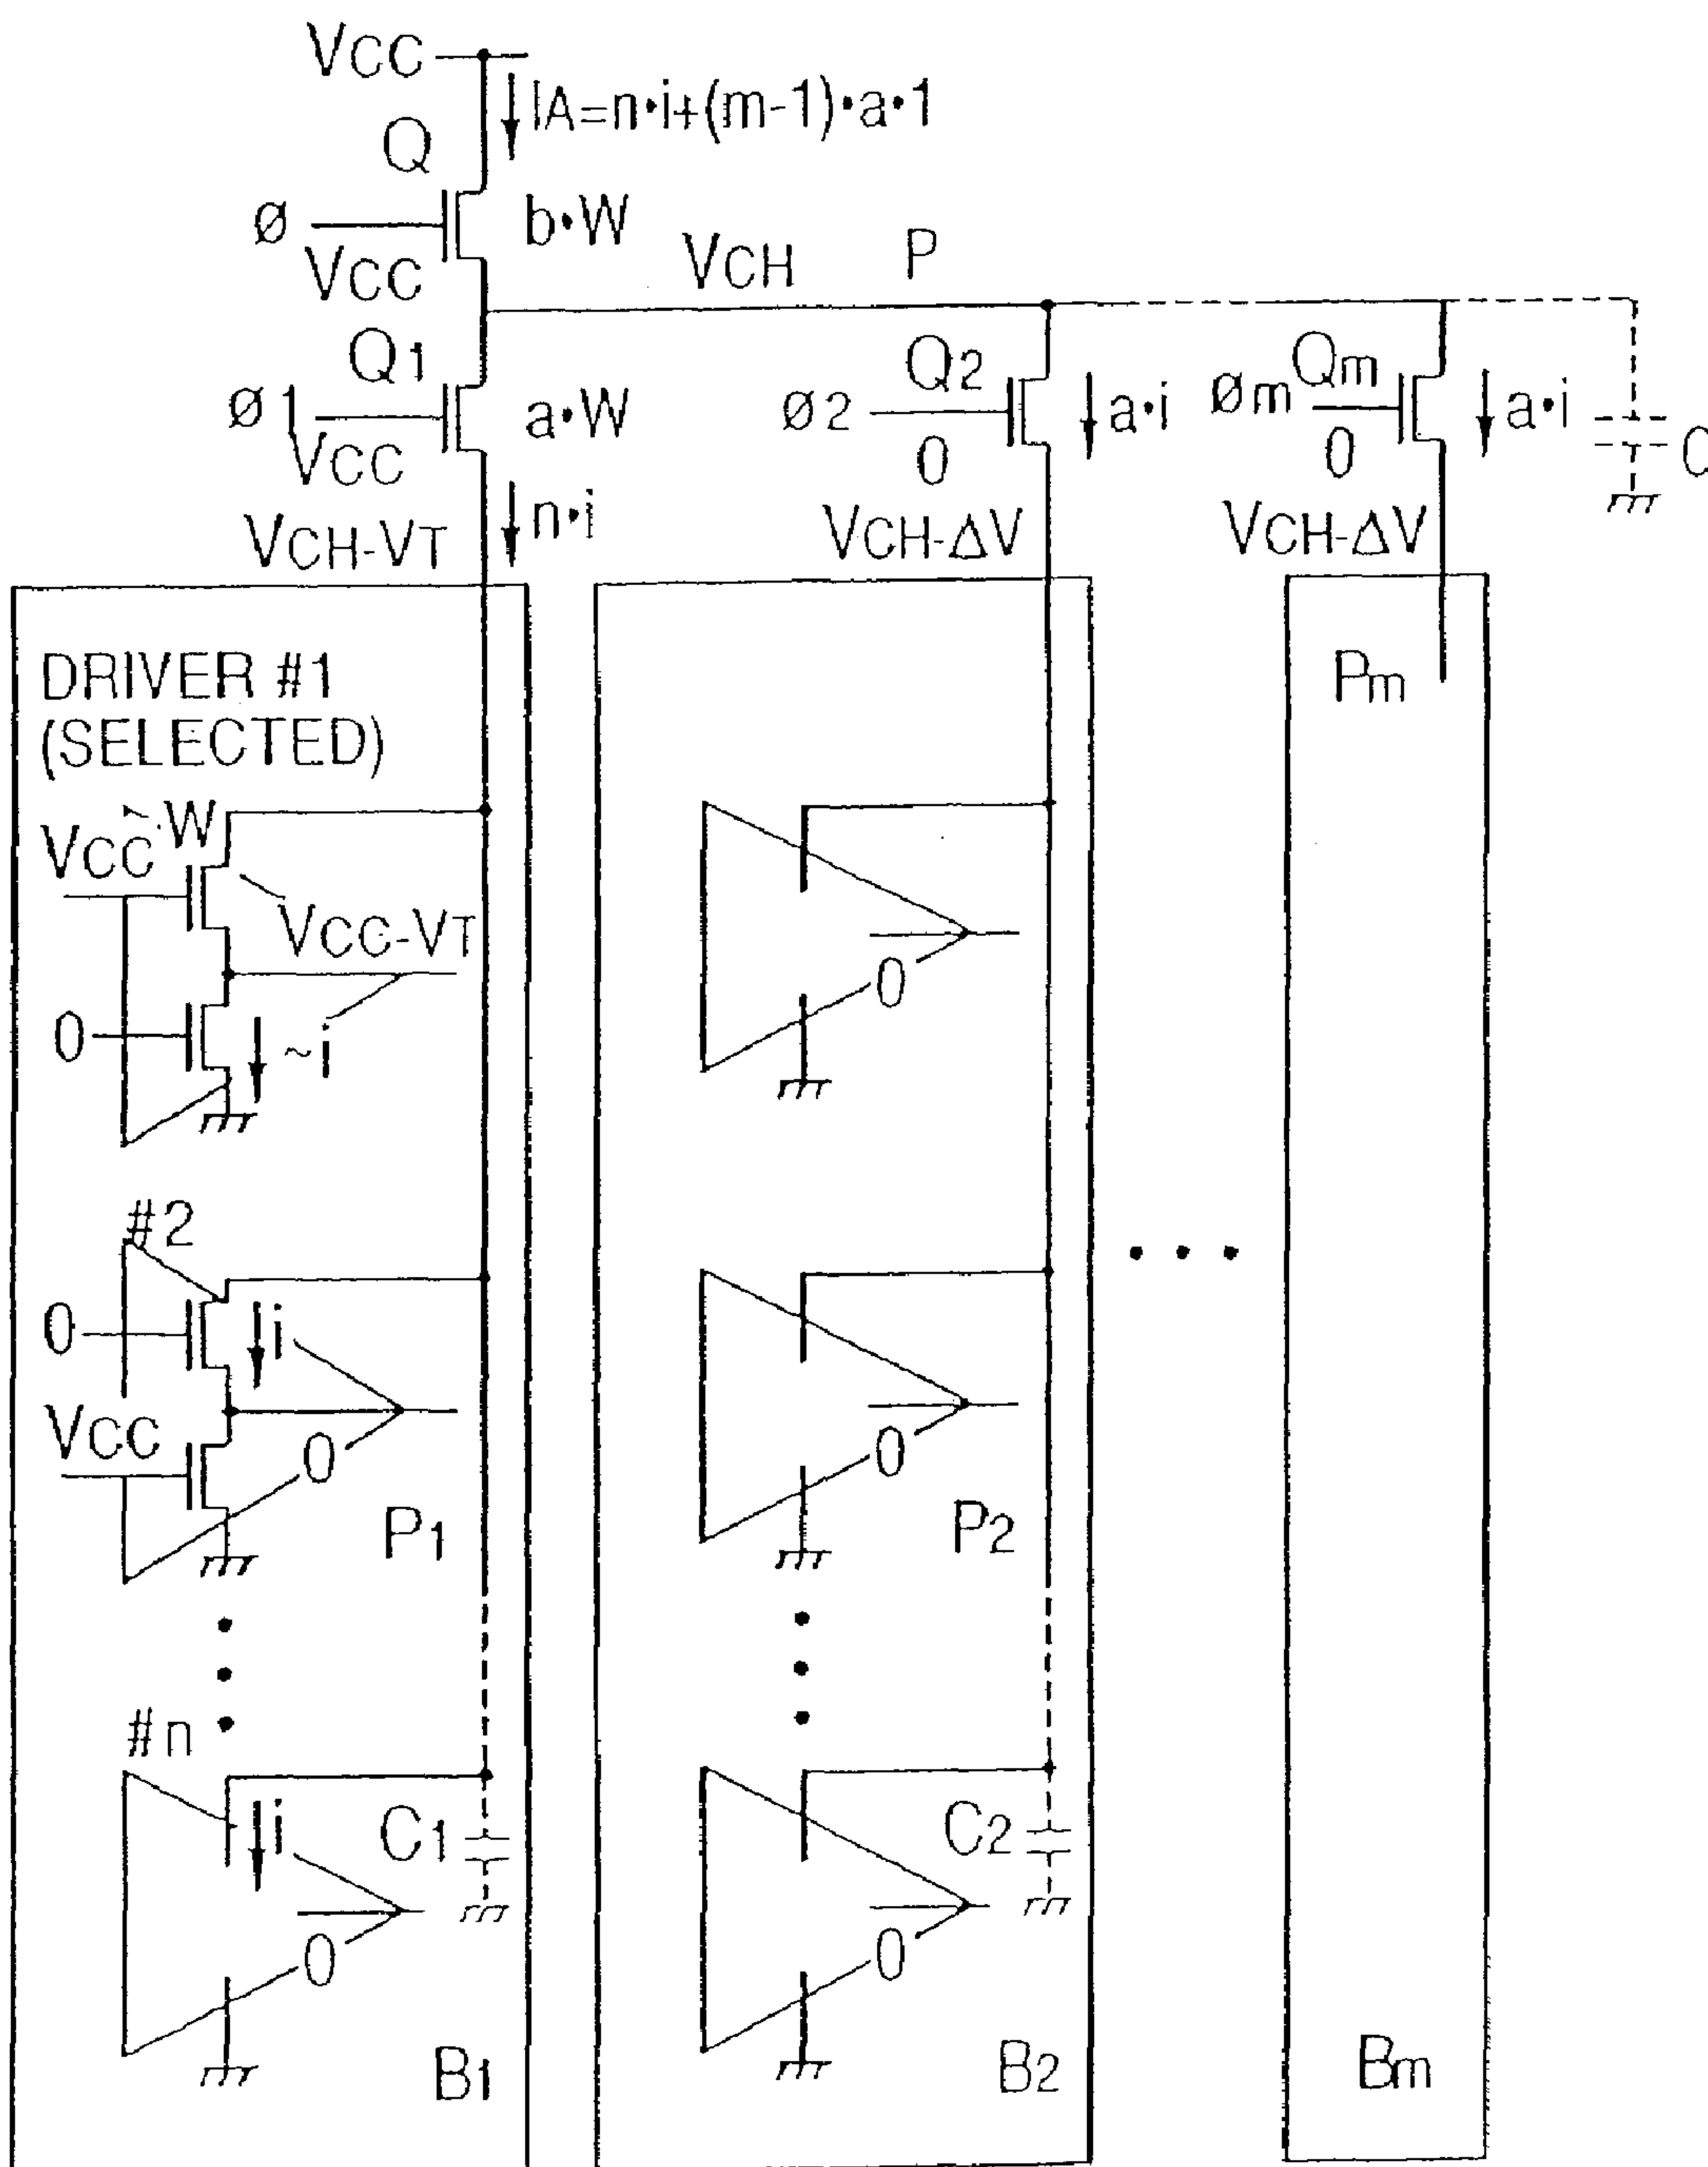 VCC
IA=n•i+(m-1)•a•1
Q
Ø
b•W
VCC
VCH
P
Q1
Ø1
a•W
VCC
Q2
Ø2
a•i
0
Qm
Øm
a•i
0
C
n•i
VCH-VT
VCH-ΔV
VCH-ΔV
DRIVER #1
(SELECTED)
Pm
W
VCC
VCC-VT
0
~i
0
#2
0
i
VCC
0
P1
0
P2
#n
i
C1
0
C2
0
B1
B2
Bm